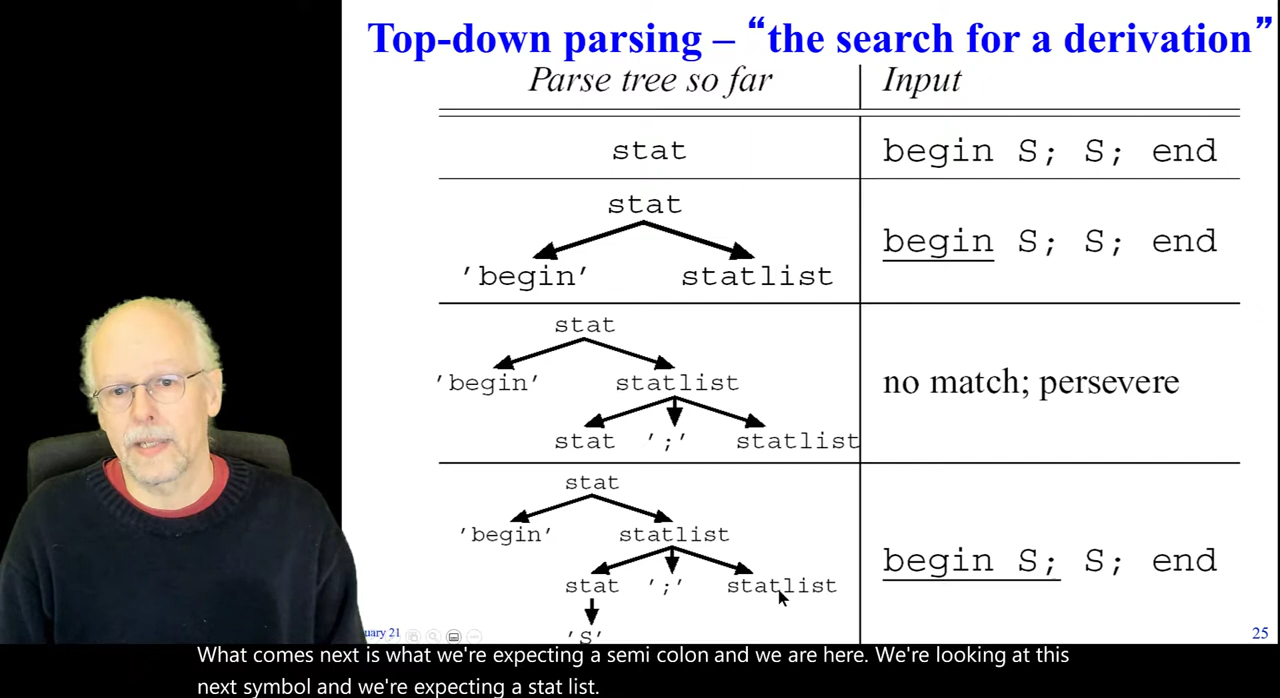 Top-down parsing – “the search for a derivation”
Parse tree so far Input
stat begin S; S; end
stat
'begin' statlist
begin S; S; end
stat
'begin' statlist
stat ';' statlist
no match; persevere
stat
'begin' statlist
stat ';' statlist
'S'
begin S; S; end
uary 21
25
What comes next is what we're expecting a semi colon and we are here. We're looking at this
next symbol and we're expecting a stat list.